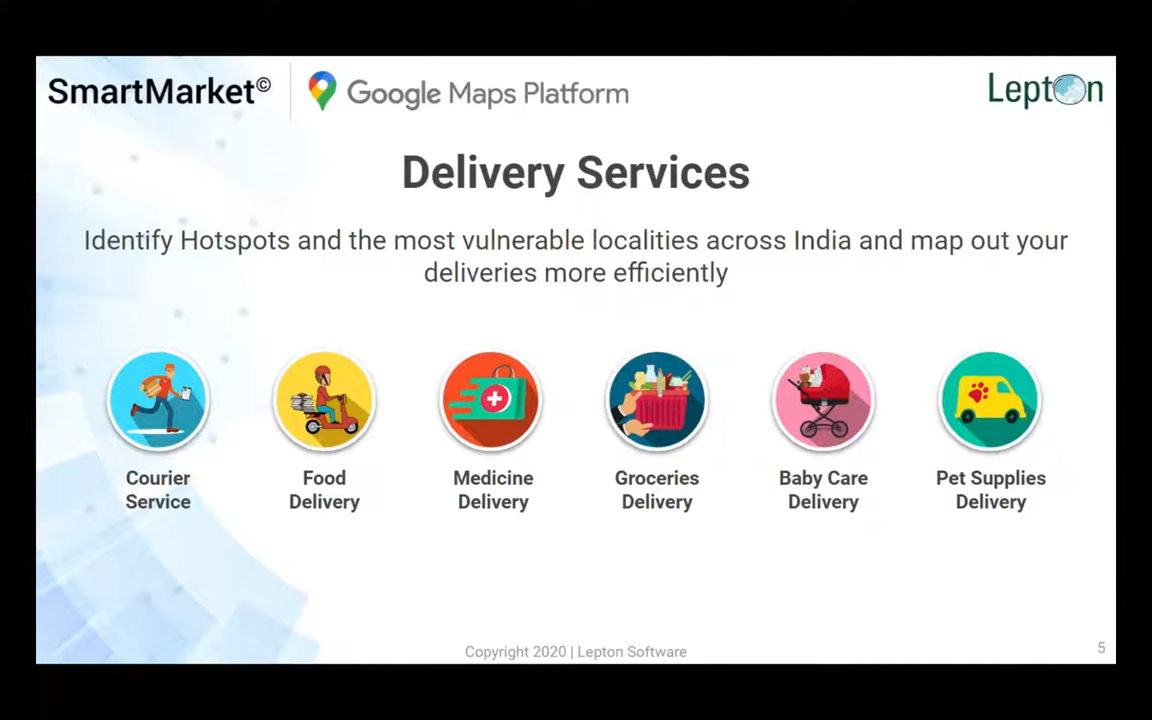 SmartMarket©
Google Maps Platform
Lepton
Delivery Services
Identify Hotspots and the most vulnerable localities across India and map out your
deliveries more efficiently
Courier
Service
Food
Delivery
Medicine
Delivery
Groceries
Delivery
Baby Care
Delivery
Pet Supplies
Delivery
Copyright 2020 | Lepton Software
5